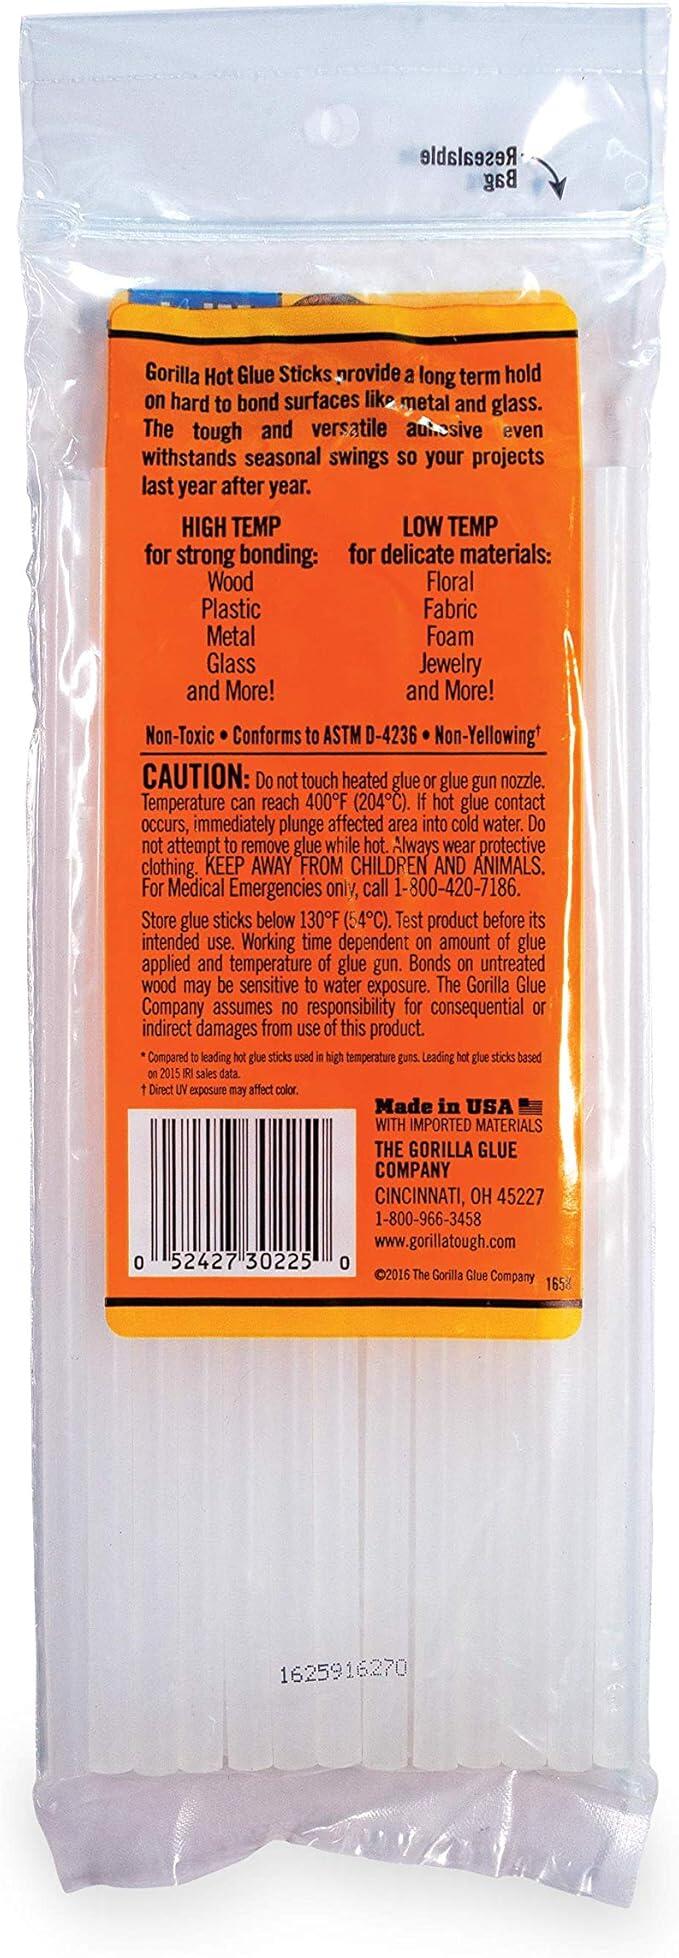 Resealable
Bag
Gorilla Hot Glue Sticks provide a long term hold
on hard to bond surfaces like metal and glass.
The tough and versatile adhesive even
withstands seasonal swings so your projects
last year after year.
HIGH TEMP
for strong bonding:
Wood
Plastic
Metal
Glass
and More!
LOW TEMP
for delicate materials:
Floral
Fabric
Foam
Jewelry
and More!
Non-Toxic • Conforms to ASTM D-4236 • Non-Yellowing†
CAUTION: Do not touch heated glue or glue gun nozzle.
Temperature can reach 400°F (204°C). If hot glue contact
occurs, immediately plunge affected area into cold water. Do
not attempt to remove glue while hot. Always wear protective
clothing. KEEP AWAY FROM CHILDREN AND ANIMALS.
For Medical Emergencies only, call 1-800-420-7186.
Store glue sticks below 130°F (54°C). Test product before its
intended use. Working time dependent on amount of glue
applied and temperature of glue gun. Bonds on untreated
wood may be sensitive to water exposure. The Gorilla Glue
Company assumes no responsibility for consequential or
indirect damages from use of this product.
* Compared to leading hot glue sticks used in high temperature guns. Leading hot glue sticks based
on 2015 IRI sales data.
† Direct UV exposure may affect color.
Made in USA
WITH IMPORTED MATERIALS
THE GORILLA GLUE
COMPANY
CINCINNATI, OH 45227
1-800-966-3458
www.gorillatough.com
©2016 The Gorilla Glue Company
0 52427 30225 0
1625916270